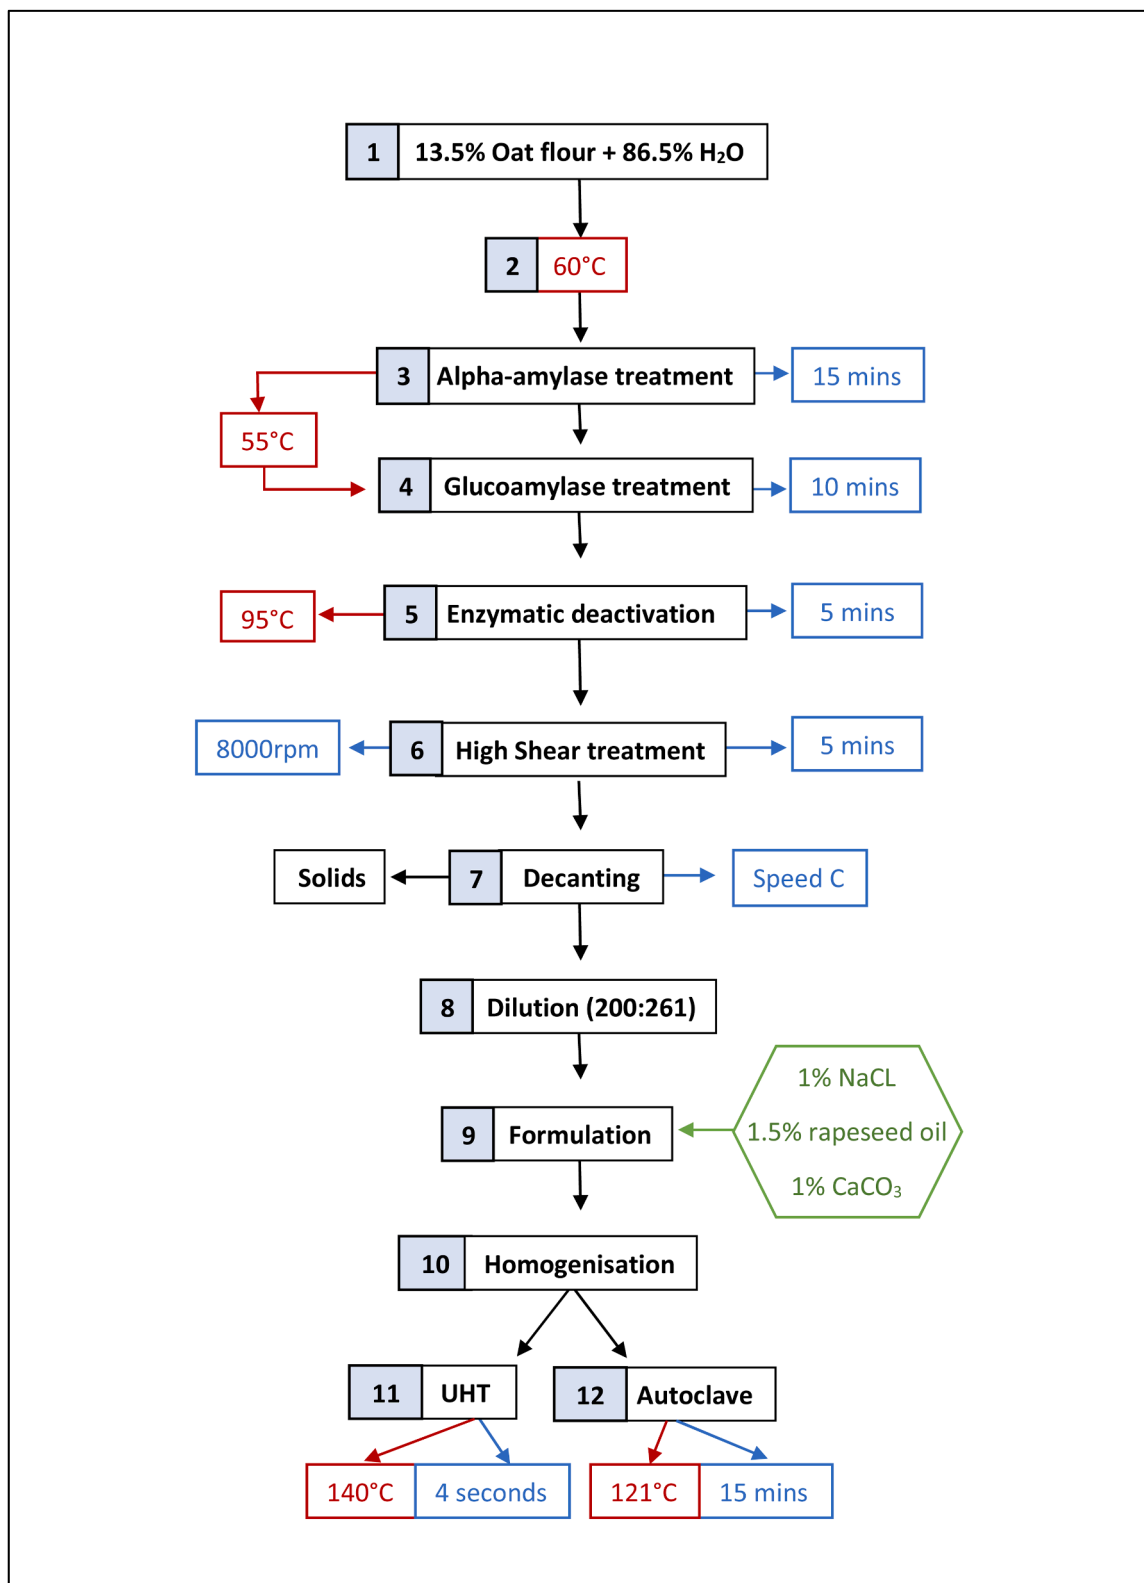 1 13.5% Oat flour + 86.5% H₂O
2 60°C
3 Alpha-amylase treatment 15 mins
55°C
4 Glucoamylase treatment 10 mins
95°C 5 Enzymatic deactivation 5 mins
8000rpm 6 High Shear treatment 5 mins
Solids 7 Decanting Speed C
8 Dilution (200:261)
1% NaCL
9 Formulation 1.5% rapeseed oil
1% CaCO₃
10 Homogenisation
11 UHT 12 Autoclave
140°C 4 seconds 121°C 15 mins